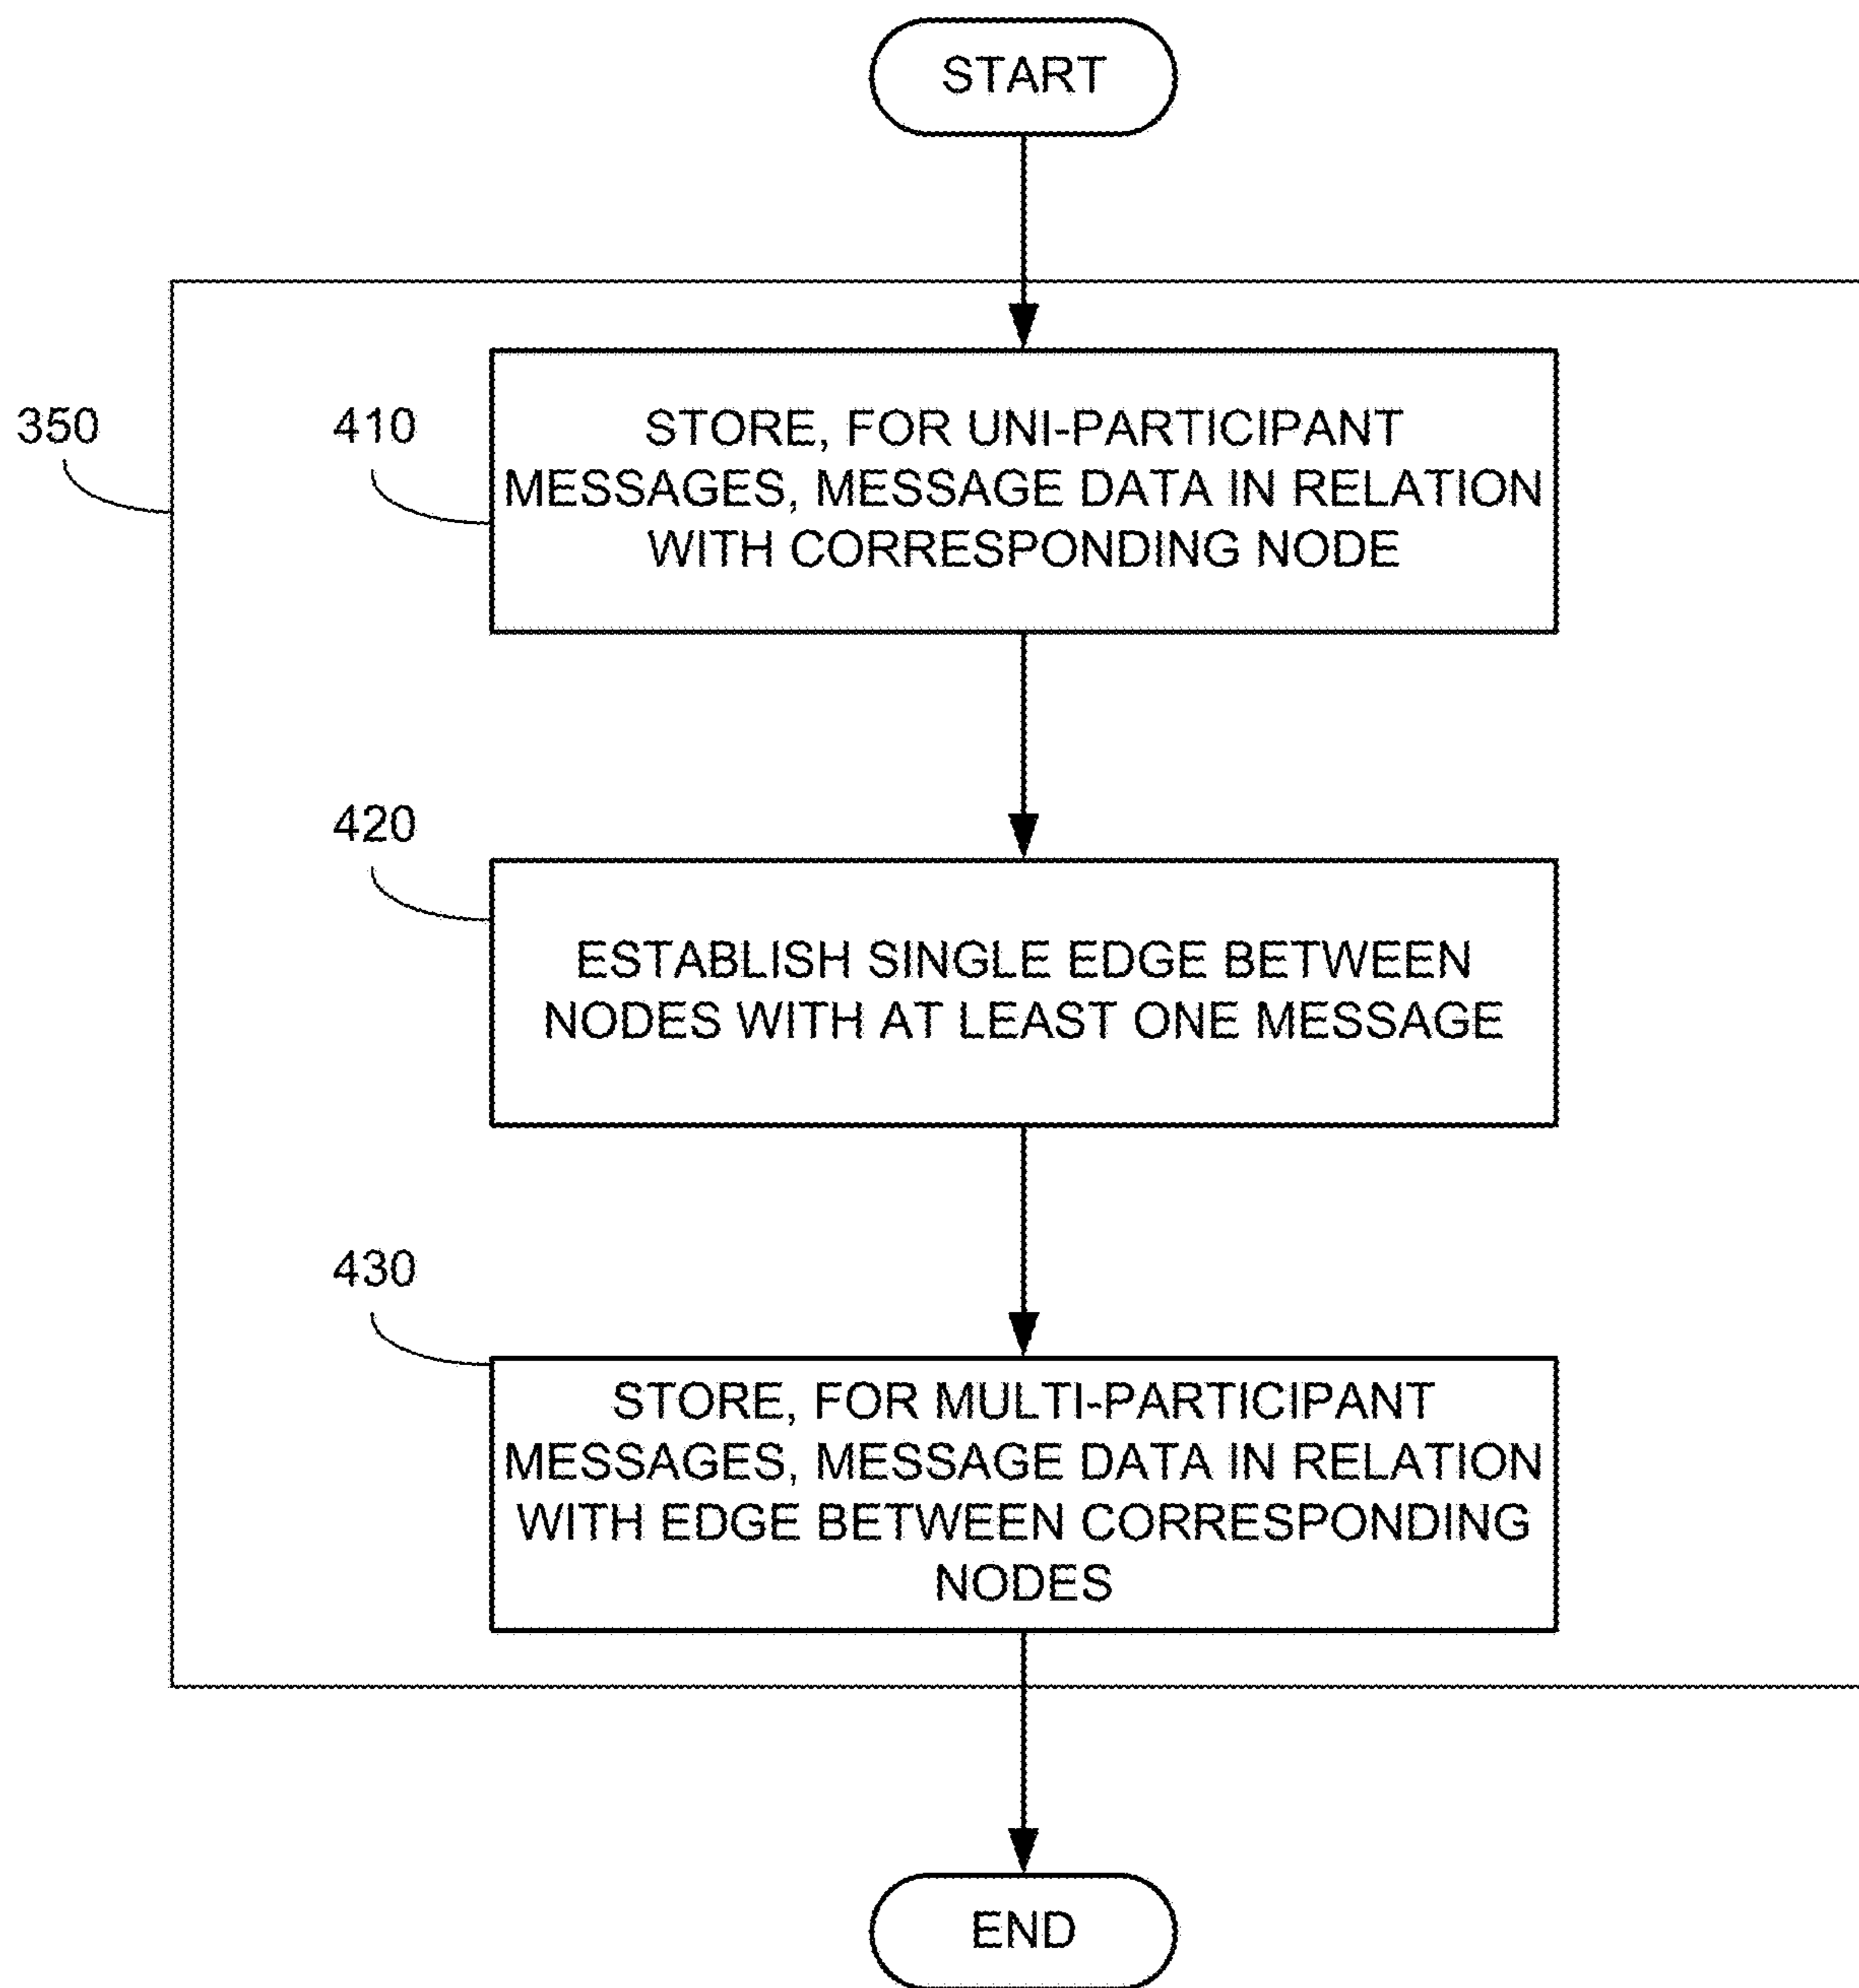 START
350
410
STORE, FOR UNI-PARTICIPANT
MESSAGES, MESSAGE DATA IN RELATION
WITH CORRESPONDING NODE
420
ESTABLISH SINGLE EDGE BETWEEN
NODES WITH AT LEAST ONE MESSAGE
430
STORE, FOR MULTI-PARTICIPANT
MESSAGES, MESSAGE DATA IN RELATION
WITH EDGE BETWEEN CORRESPONDING
NODES
END